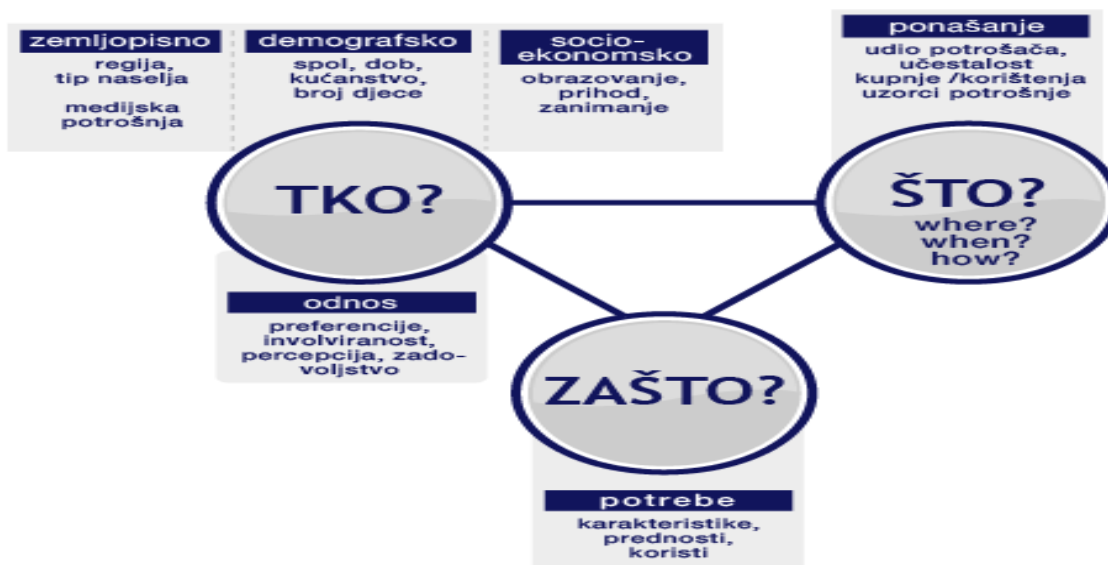 zemljopisno
regija,
tip naselja
medijska
potrošnja
demografsko
spol, dob,
kućanstvo,
broj djece
socio-
ekonomsko
obrazovanje,
prihod,
zanimanje
ponašanje
udio potrošača,
učestalost
kupnje /korištenja
uzorci potrošnje
TKO?
ŠTO?
where?
when?
how?
odnos
preferencije,
involviranost,
percepcija, zado-
voljstvo
ZAŠTO?
potrebe
karakteristike,
prednosti,
koristi